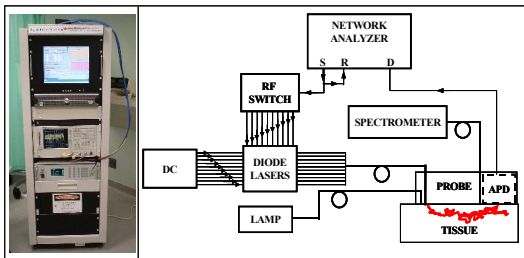 NETWORK
ANALYZER
S R D
RF
SWITCH
SPECTROMETER
DC
DIODE
LASERS
PROBE
APD
LAMP
TISSUE